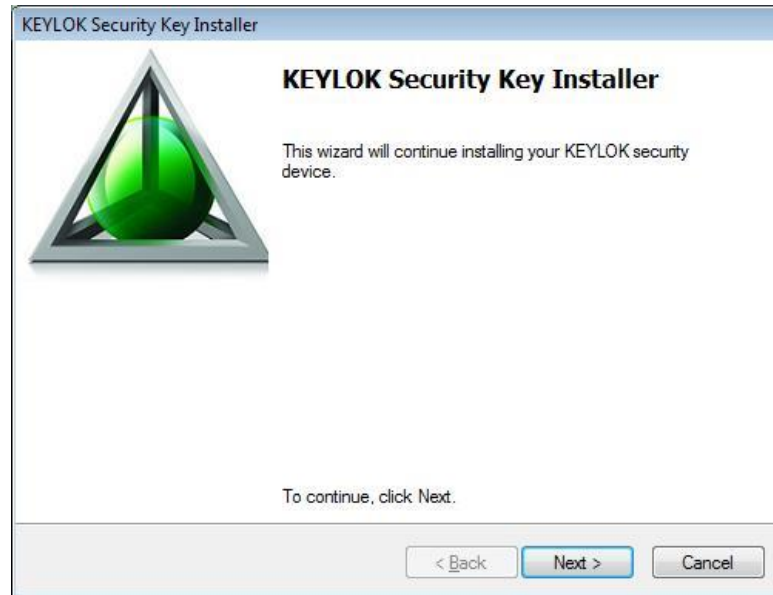 KEYLOK Security Key Installer
KEYLOK Security Key Installer
This wizard will continue installing your KEYLOK security
device.
To continue, click Next.
< Back
Next >
Cancel